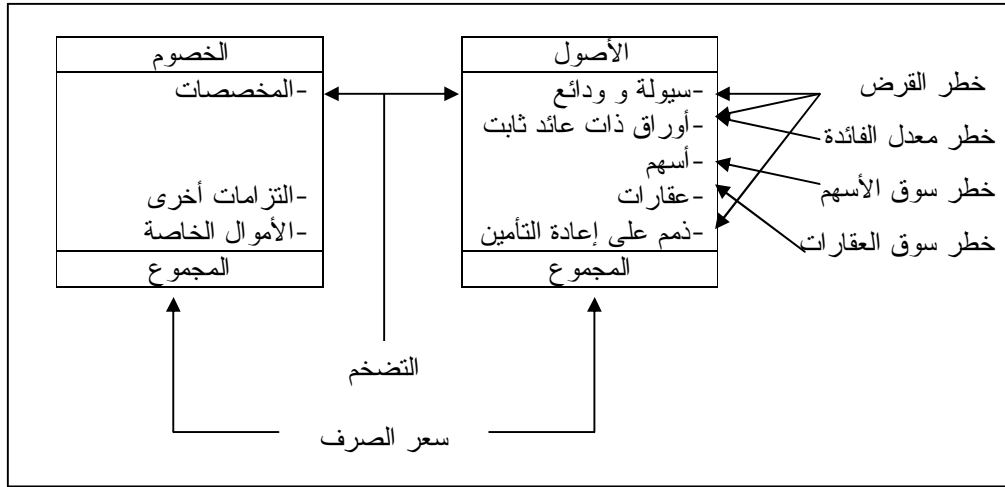 الأصول
-سيولة و ودائع
-أوراق ذات عائد ثابت
-أسهم
-عقارات
-ذمم على إعادة التأمين
المجموع
الخصوم
-المخصصات
-التزامات أخرى
-الأموال الخاصة
المجموع
خطر القرض
خطر معدل الفائدة
خطر سوق الأسهم
خطر سوق العقارات
التضخم
سعر الصرف